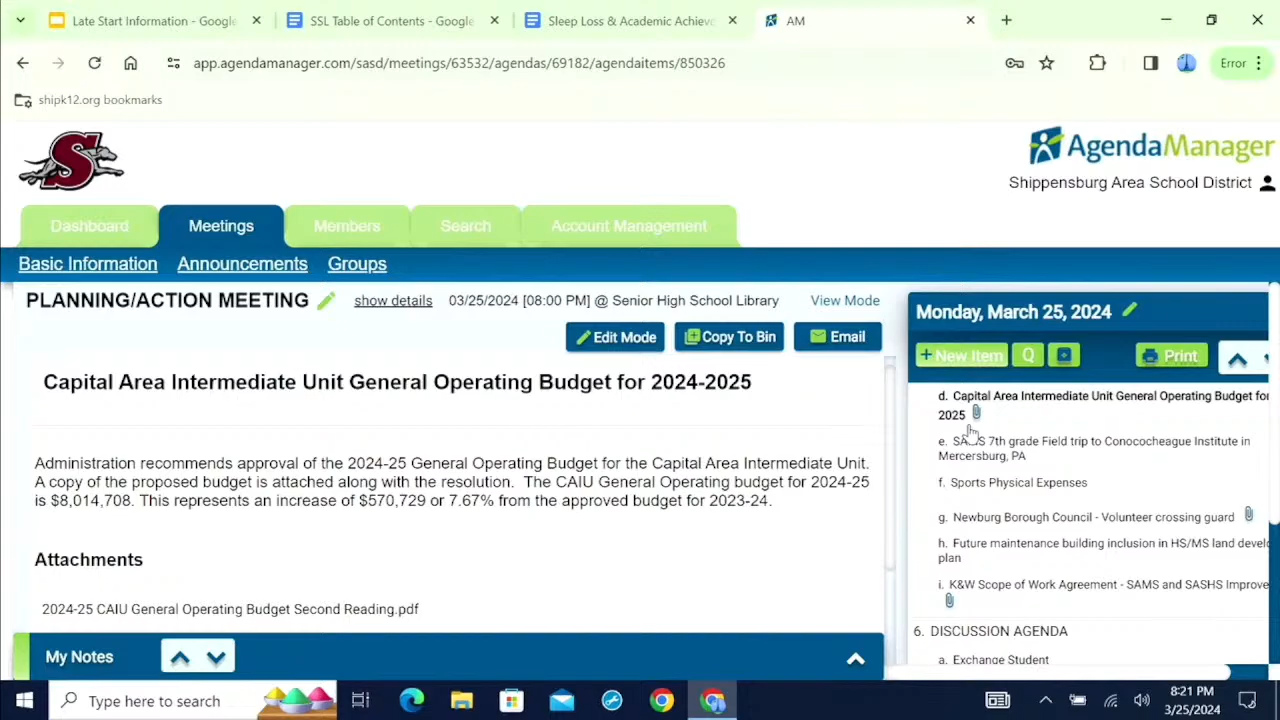 Late Start Information - Google
SSL Table of Contents - Google
Sleep Loss & Academic Achieve
AM
app.agendamanager.com/sasd/meetings/63532/agendas/69182/agendaitems/850326
Error
shipk12.org bookmarks
S
AgendaManager
Shippensburg Area School District
Dashboard
Meetings
Members
Search
Account Management
Basic Information
Announcements
Groups
PLANNING/ACTION MEETING
show details
03/25/2024 [08:00 PM] @ Senior High School Library
View Mode
Edit Mode
Copy To Bin
Email
Capital Area Intermediate Unit General Operating Budget for 2024-2025
Administration recommends approval of the 2024-25 General Operating Budget for the Capital Area Intermediate Unit.
A copy of the proposed budget is attached along with the resolution. The CAIU General Operating budget for 2024-25
is $8,014,708. This represents an increase of $570,729 or 7.67% from the approved budget for 2023-24.
Attachments
2024-25 CAIU General Operating Budget Second Reading.pdf
My Notes
Monday, March 25, 2024
+ New Item
Q
Print
d. Capital Area Intermediate Unit General Operating Budget for
2025
e. SAMS 7th grade Field trip to Conococheague Institute in
Mercersburg, PA
f. Sports Physical Expenses
g. Newburg Borough Council - Volunteer crossing guard
h. Future maintenance building inclusion in HS/MS land develo
plan
i. K&W Scope of Work Agreement - SAMS and SASHS Improve
6. DISCUSSION AGENDA
a. Exchange Student
Type here to search
8:21 PM
3/25/2024